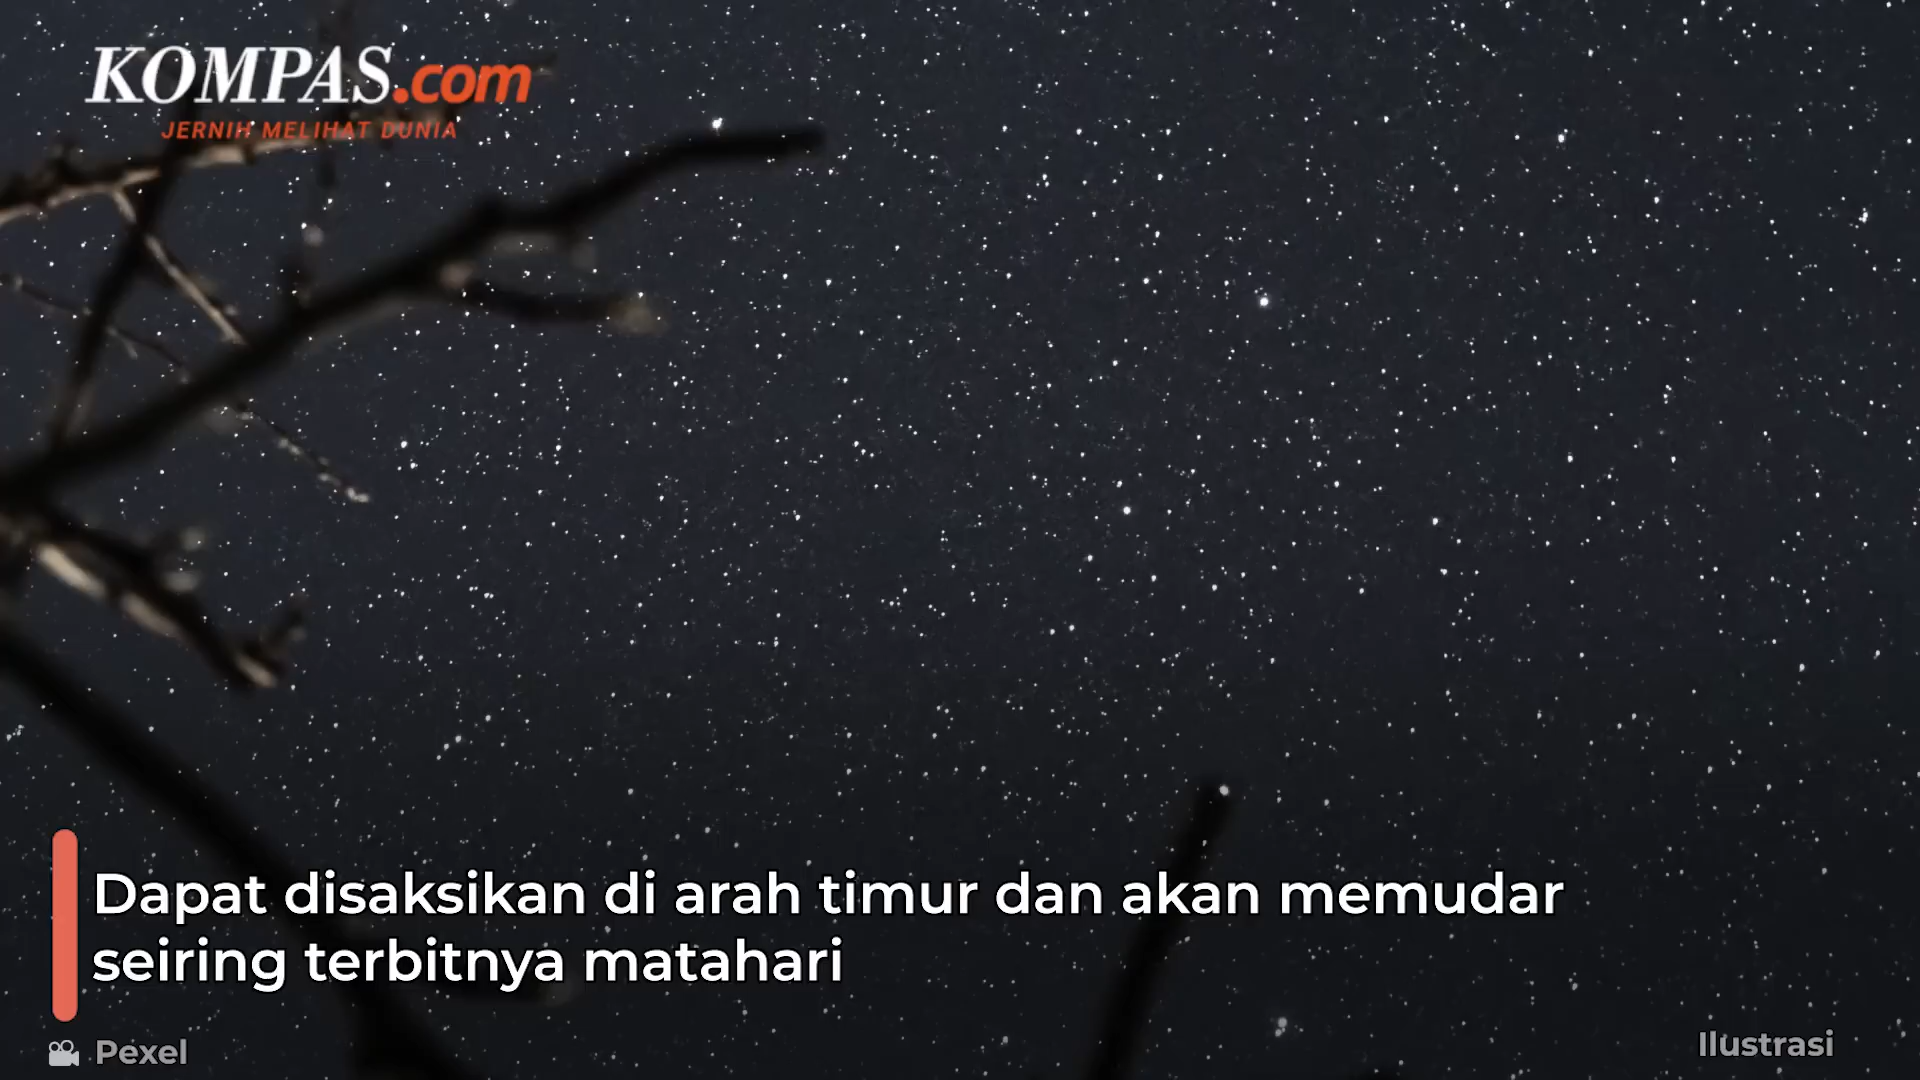 KOMPAS.com
JERNIH MELIHAT DUNIA
Dapat disaksikan di arah timur dan akan memudar
seiring terbitnya matahari
Pexel
Ilustrasi